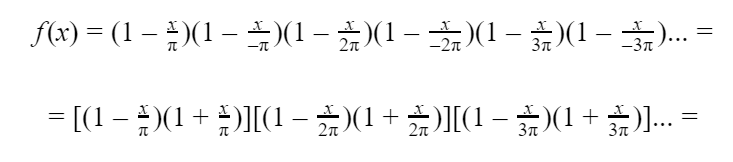 f(x) = (1 − x/π)(1 − x/−π)(1 − x/2π)(1 − x/−2π)(1 − x/3π)(1 − x/−3π)... =
= [(1 − x/π)(1 + x/π)][(1 − x/2π)(1 + x/2π)][(1 − x/3π)(1 + x/3π)]... =